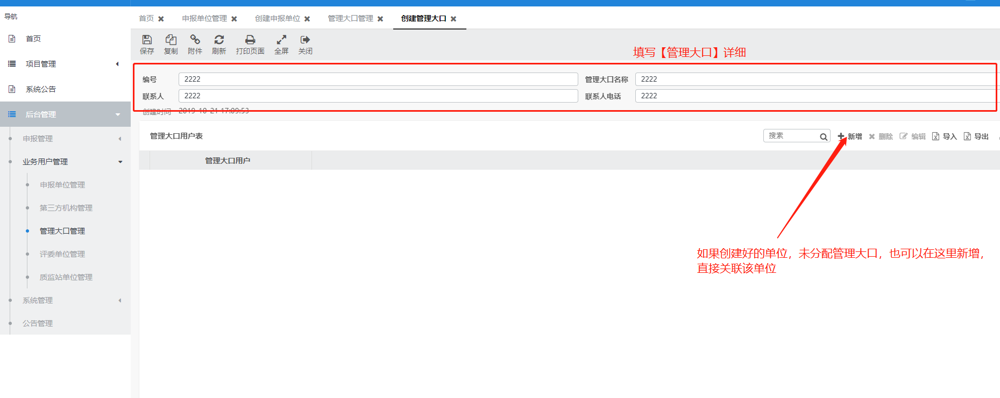 导航
首页
项目管理
系统公告
后台管理
申报管理
业务用户管理
申报单位管理
第三方机构管理
管理大口管理
评委单位管理
质监站单位管理
系统管理
公告管理
首页 申报单位管理 创建申报单位 管理大口管理 创建管理大口
保存 复制 附件 刷新 打印页面 全屏 关闭
填写【管理大口】详细
编号 2222 管理大口名称 2222
联系人 2222 联系人电话 2222
创建时间 2019-10-21 17:09:53
管理大口用户表 搜索 新增 删除 编辑 导入 导出
管理大口用户
如果创建好的单位，未分配管理大口，也可以在这里新增，
直接关联该单位